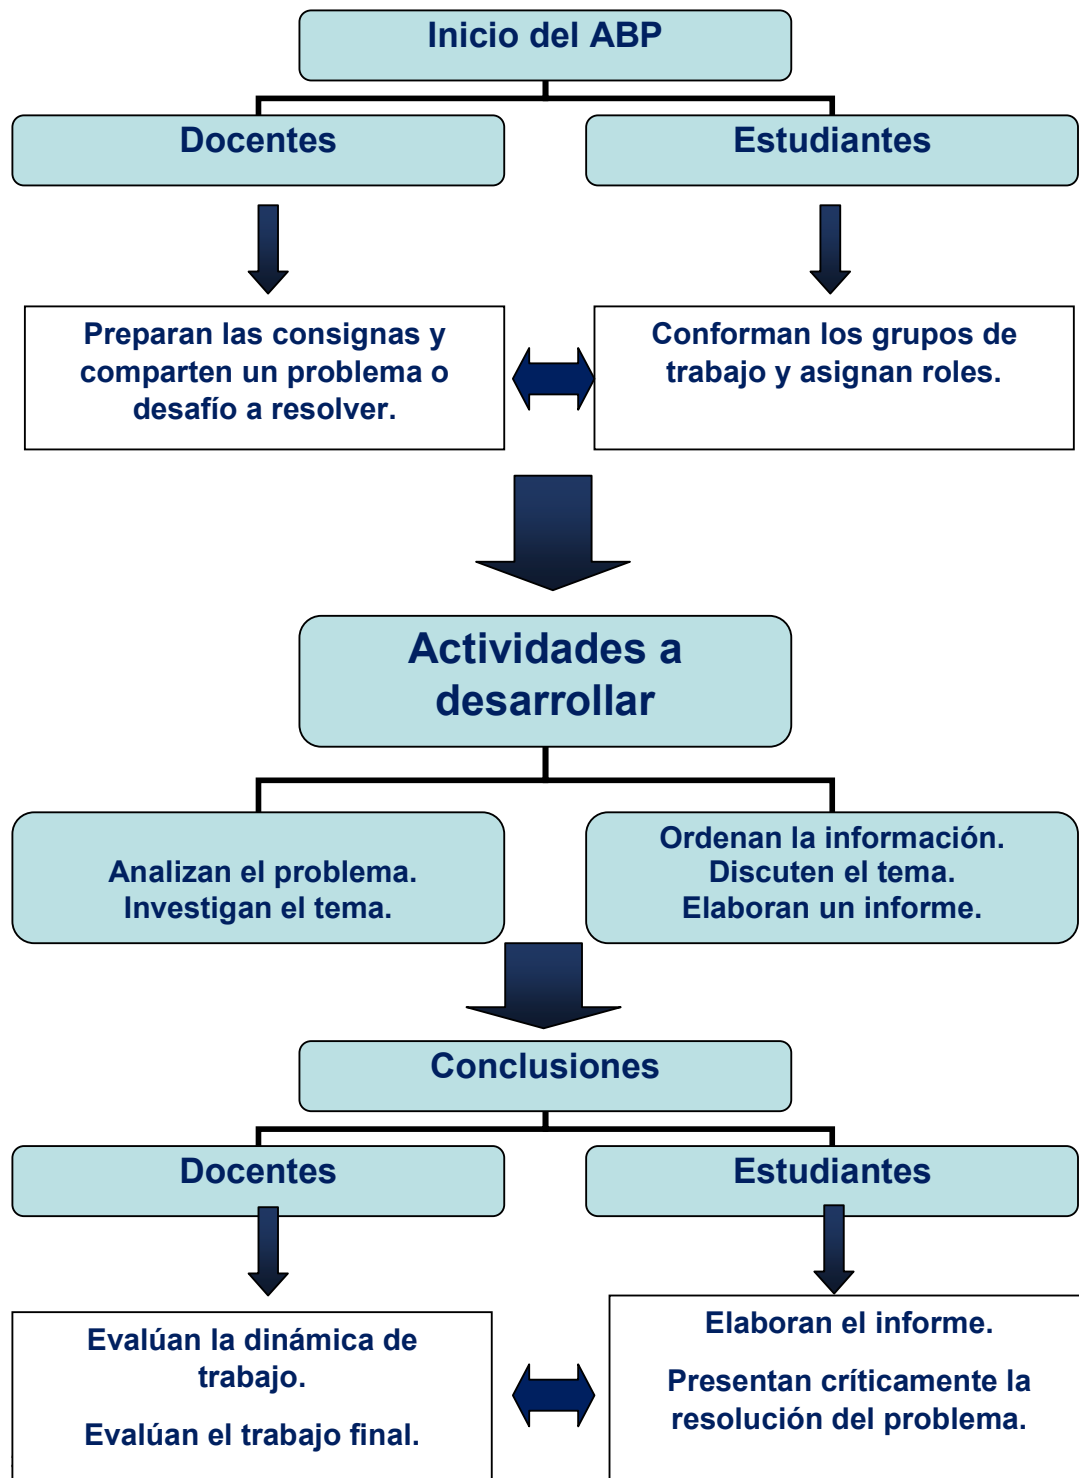 Inicio del ABP
Docentes
Estudiantes
Preparan las consignas y
comparten un problema o
desafío a resolver.
Conforman los grupos de
trabajo y asignan roles.
Actividades a
desarrollar
Analizan el problema.
Investigan el tema.
Ordenan la información.
Discuten el tema.
Elaboran un informe.
Conclusiones
Docentes
Estudiantes
Evalúan la dinámica de
trabajo.
Evalúan el trabajo final.
Elaboran el informe.
Presentan críticamente la
resolución del problema.